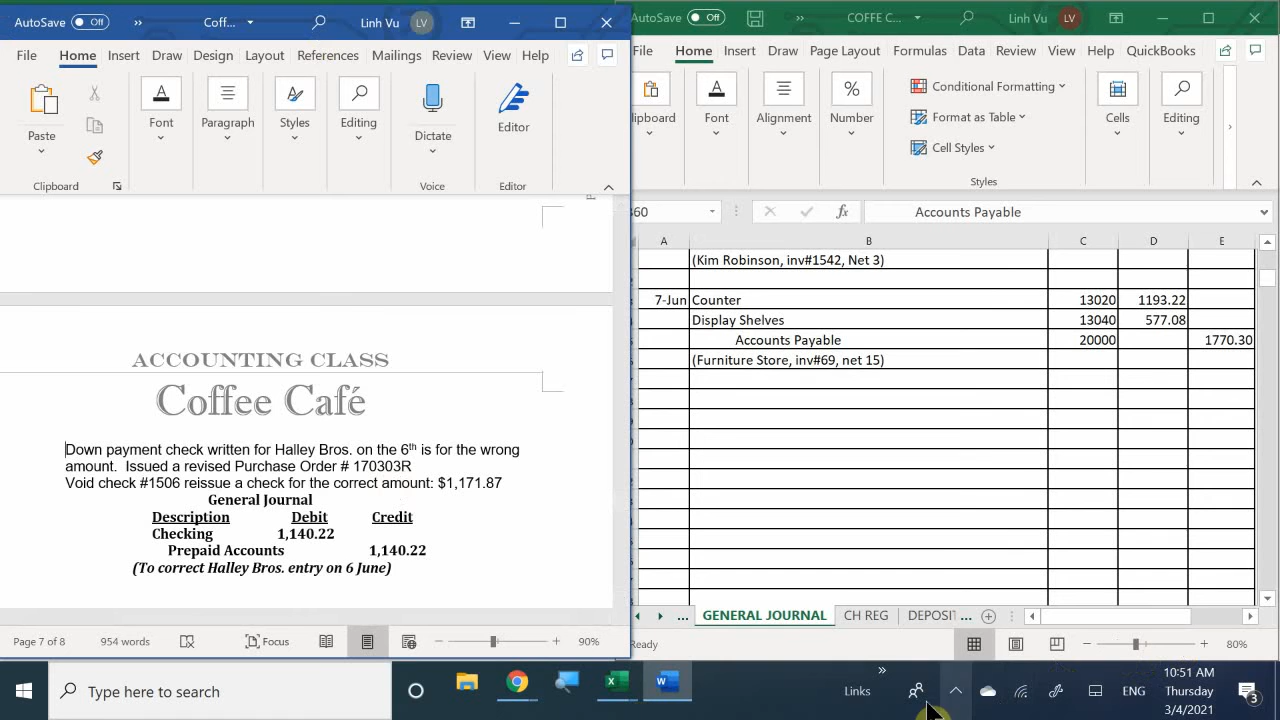 AutoSave Off » Coff... Linh Vu LV
File Home Insert Draw Design Layout References Mailings Review View Help
Paste Font Paragraph Styles Editing Dictate Editor
Clipboard Voice Editor
ACCOUNTING CLASS
Coffee Café
Down payment check written for Halley Bros. on the 6th is for the wrong
amount. Issued a revised Purchase Order # 170303R
Void check #1506 reissue a check for the correct amount: $1,171.87
General Journal
Description Debit Credit
Checking 1,140.22
Prepaid Accounts 1,140.22
(To correct Halley Bros. entry on 6 June)
Page 7 of 8 954 words Focus 90%
AutoSave Off » COFFE C... Linh Vu LV
File Home Insert Draw Page Layout Formulas Data Review View Help QuickBooks
lipboard Font Alignment Number Conditional Formatting Format as Table Cell Styles Cells Editing
Styles
360 fx Accounts Payable
A B C D E
(Kim Robinson, inv#1542, Net 3)
7-Jun Counter 13020 1193.22
Display Shelves 13040 577.08
Accounts Payable 20000 1770.30
(Furniture Store, inv#69, net 15)
... GENERAL JOURNAL CH REG DEPOSIT ...
Ready 80%
Type here to search Links » ENG 10:51 AM
Thursday
3/4/2021 3